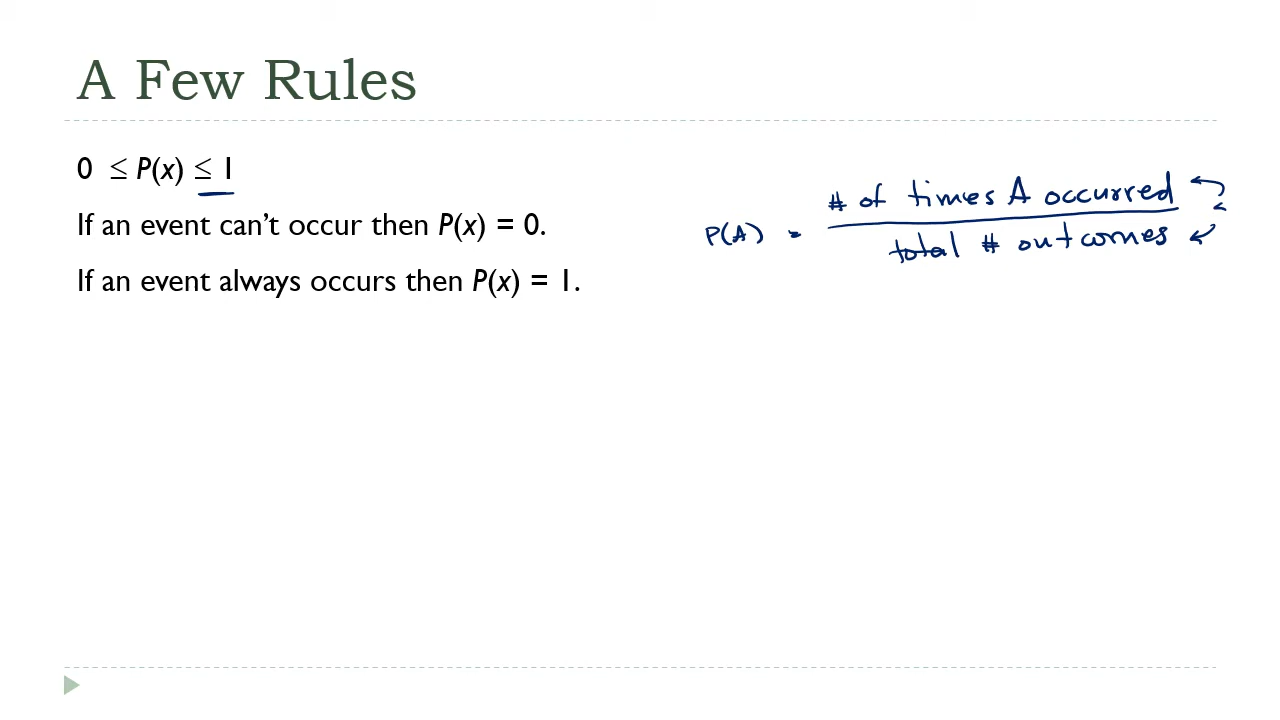 A Few Rules
0 ≤ P(x) ≤ 1
If an event can’t occur then P(x) = 0.
If an event always occurs then P(x) = 1.
P(A) = # of times A occurred
total # outcomes